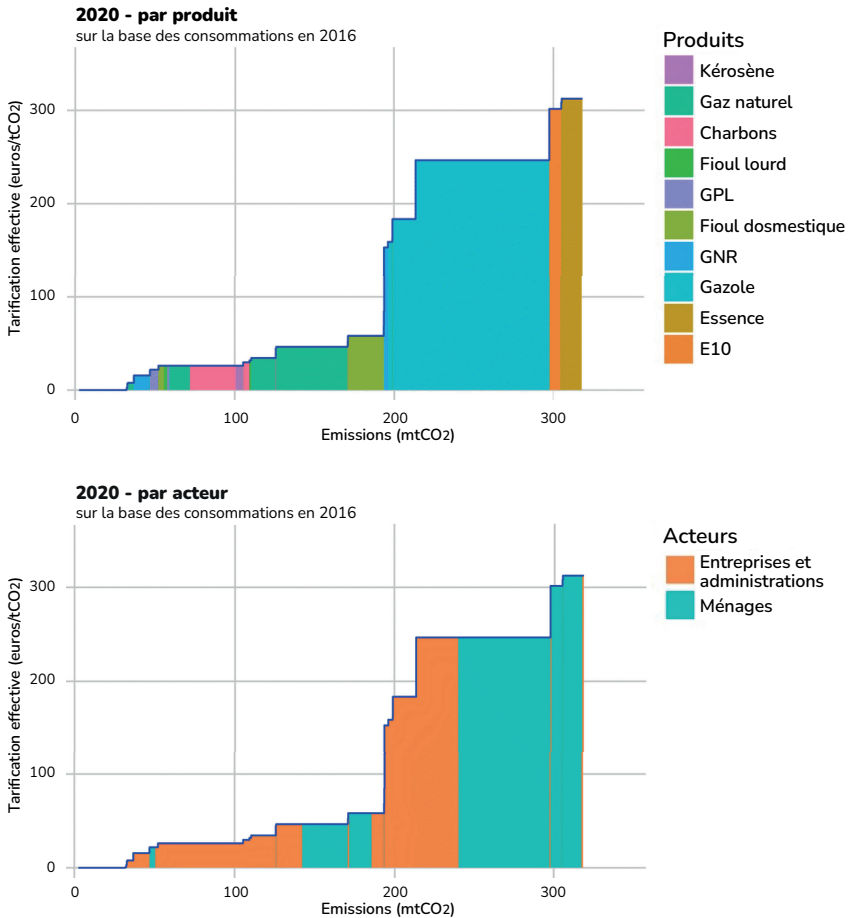 2020 - par produit
sur la base des consommations en 2016
Tarification effective (euros/tCO2)
300
200
100
0
0 100 200 300
Emissions (mtCO2)
Produits
Kérosène
Gaz naturel
Charbons
Fioul lourd
GPL
Fioul dosmestique
GNR
Gazole
Essence
E10
2020 - par acteur
sur la base des consommations en 2016
Tarification effective (euros/tCO2)
300
200
100
0
0 100 200 300
Emissions (mtCO2)
Acteurs
Entreprises et
administrations
Ménages